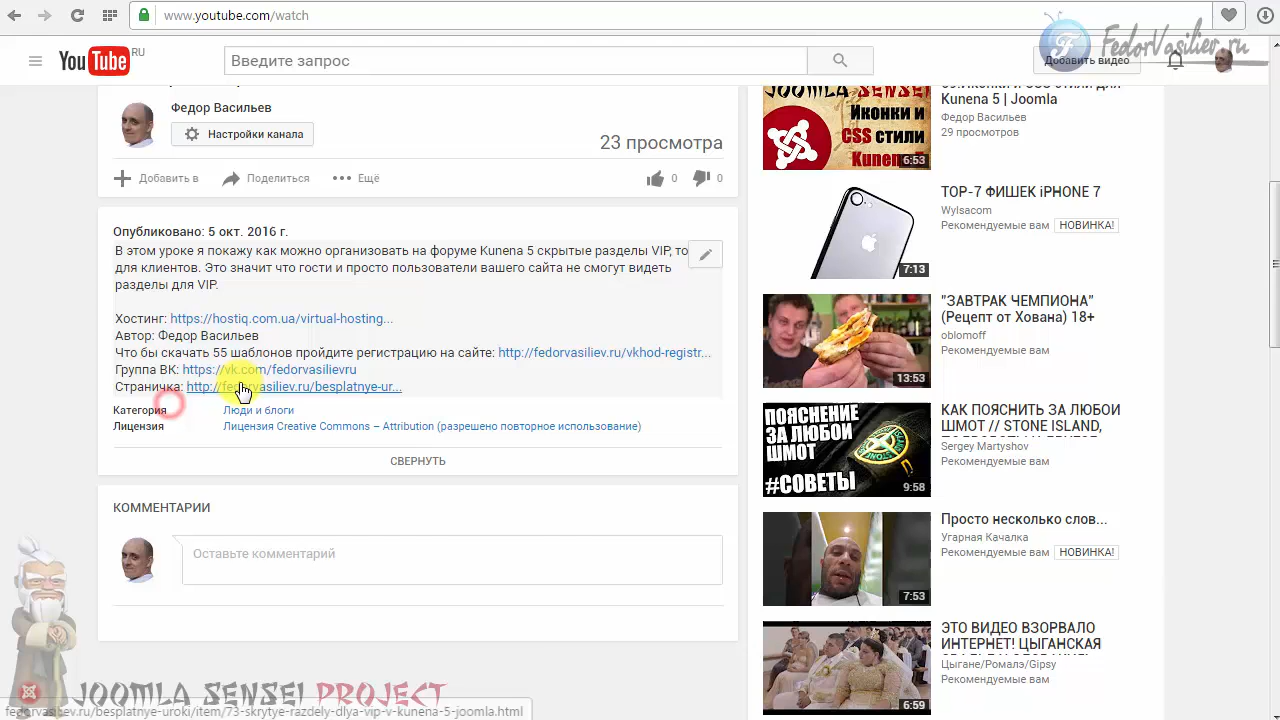 www.youtube.com/watch
FedorVasiliev.ru
YouTube RU
Введите запрос
Добавить видео
Федор Васильев
Настройки канала
23 просмотра
Добавить в
Поделиться
Ещё
0
0
Опубликовано: 5 окт. 2016 г.
В этом уроке я покажу как можно организовать на форуме Kunena 5 скрытые разделы VIP, то
для клиентов. Это значит что гости и просто пользователи вашего сайта не смогут видеть
разделы для VIP.
Хостинг: https://hostiq.com.ua/virtual-hosting...
Автор: Федор Васильев
Что бы скачать 55 шаблонов пройдите регистрацию на сайте: http://fedorvasiliev.ru/vkhod-registr...
Группа ВК: https://vk.com/fedorvasilievru
Страничка: http://fedorvasiliev.ru/besplatnye-ur...
Категория Люди и блоги
Лицензия Лицензия Creative Commons – Attribution (разрешено повторное использование)
СВЕРНУТЬ
КОММЕНТАРИИ
Оставьте комментарий
JOOMLA SENSEI
Иконки и
CSS стили
Kunena 5
6:53
Kunena 5 | Joomla
Федор Васильев
29 просмотров
7:13
ТОР-7 ФИШЕК iPHONE 7
Wylsacom
Рекомендуемые вам НОВИНКА!
13:53
"ЗАВТРАК ЧЕМПИОНА"
(Рецепт от Хована) 18+
oblomoff
Рекомендуемые вам
ПОЯСНЕНИЕ
ЗА ЛЮБОЙ
ШМОТ
#СОВЕТЫ
STONE ISLAND
9:58
КАК ПОЯСНИТЬ ЗА ЛЮБОЙ
ШМОТ // STONE ISLAND,
Sergey Martyshov
Рекомендуемые вам
7:53
Просто несколько слов...
Угарная Качалка
Рекомендуемые вам НОВИНКА!
6:59
ЭТО ВИДЕО ВЗОРВАЛО
ИНТЕРНЕТ! ЦЫГАНСКАЯ
Цыгане/Ромалэ/Gipsy
Рекомендуемые вам
JOOMLA SENSEI PROJECT
fedorvasiliev.ru/besplatnye-uroki/item/73-skrytye-razdely-dlya-vip-v-kunena-5-joomla.html